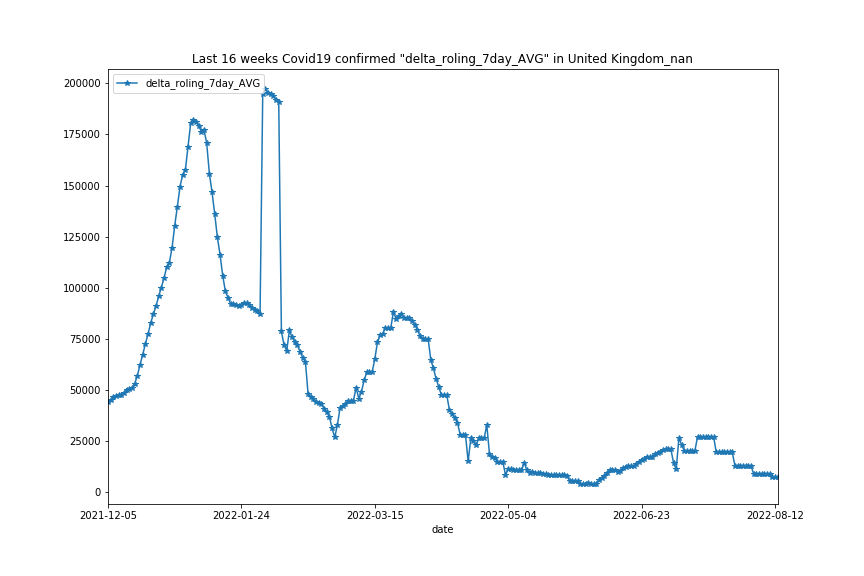 Last 16 weeks Covid19 confirmed "delta_roling_7day_AVG" in United Kingdom_nan
delta_roling_7day_AVG
200000
175000
150000
125000
100000
75000
50000
25000
0
2021-12-05 2022-01-24 2022-03-15 2022-05-04 2022-06-23 2022-08-12
date